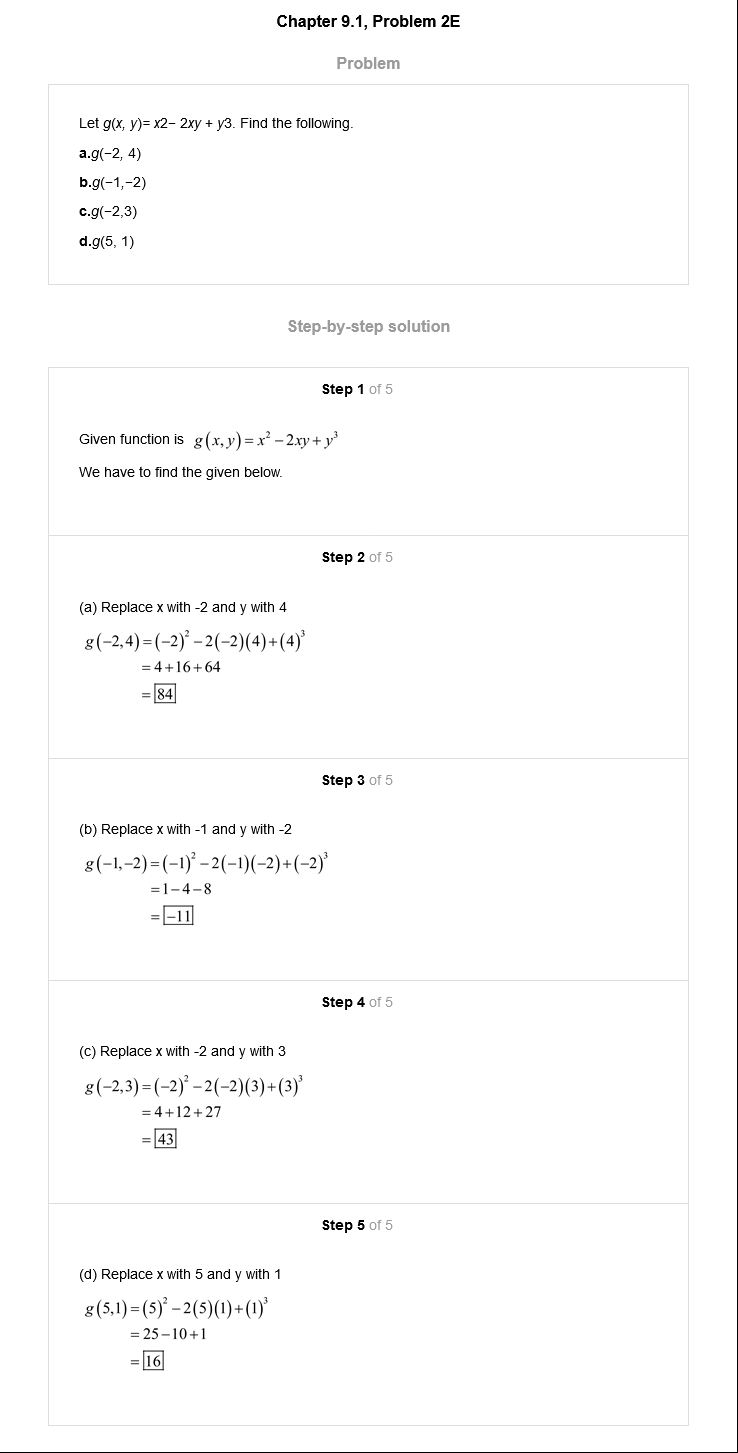 Chapter 9.1, Problem 2E
Problem
Let g(x, y)= x2− 2xy + y3. Find the following.
a.g(−2, 4)
b.g(−1,−2)
c.g(−2,3)
d.g(5, 1)
Step-by-step solution
Step 1 of 5
Given function is g(x,y)=x²−2xy+y³
We have to find the given below.
Step 2 of 5
(a) Replace x with -2 and y with 4
g(−2,4)=(−2)²−2(−2)(4)+(4)³
=4+16+64
=84
Step 3 of 5
(b) Replace x with -1 and y with -2
g(−1,−2)=(−1)²−2(−1)(−2)+(−2)³
=1−4−8
=−11
Step 4 of 5
(c) Replace x with -2 and y with 3
g(−2,3)=(−2)²−2(−2)(3)+(3)³
=4+12+27
=43
Step 5 of 5
(d) Replace x with 5 and y with 1
g(5,1)=(5)²−2(5)(1)+(1)³
=25−10+1
=16